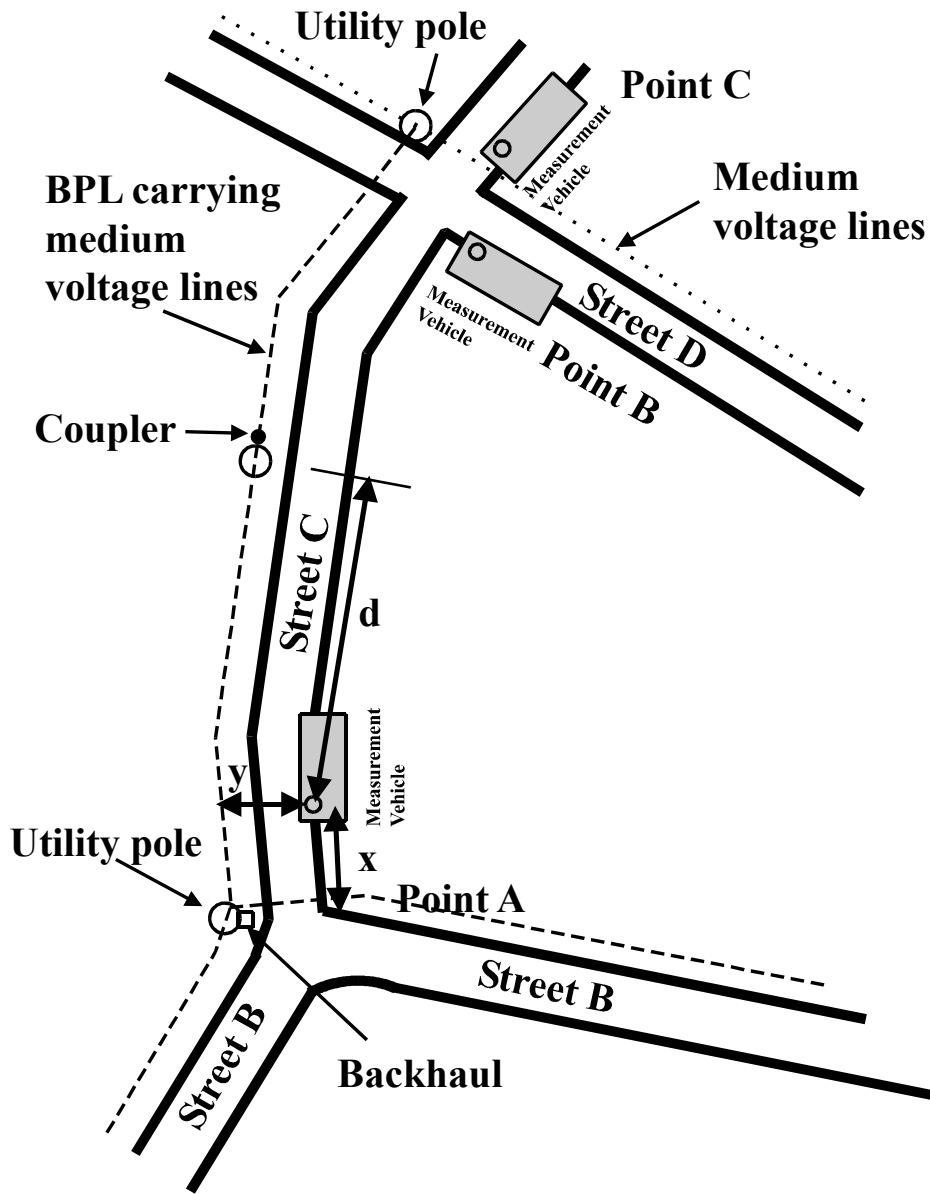 Utility pole
Point C
Measurement
Vehicle
BPL carrying
medium
voltage lines
Medium
voltage lines
Measurement
Vehicle
Street D
Point B
Coupler
Street C
d
y
Measurement
Vehicle
Utility pole
x
Point A
Street B
Street B
Backhaul